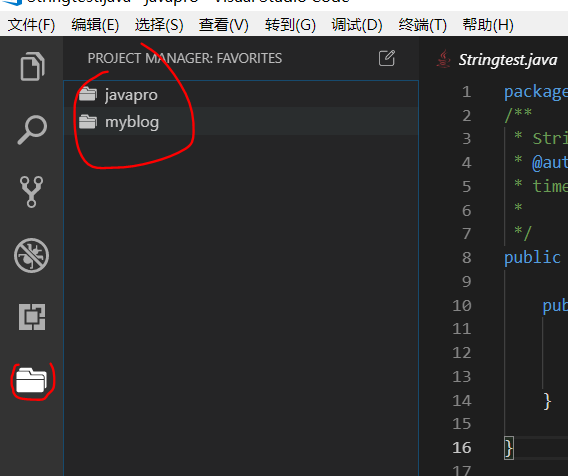 Stringtest.java - javapro - Visual Studio Code
文件(F) 编辑(E) 选择(S) 查看(V) 转到(G) 调试(D) 终端(T) 帮助(H)
PROJECT MANAGER: FAVORITES
javapro
myblog
Stringtest.java
1 package
2 /**
3 * Stri
4 * @aut
5 * time
6 *
7 */
8 public
9
10 pub
11
12
13
14 }
15
16 }
17